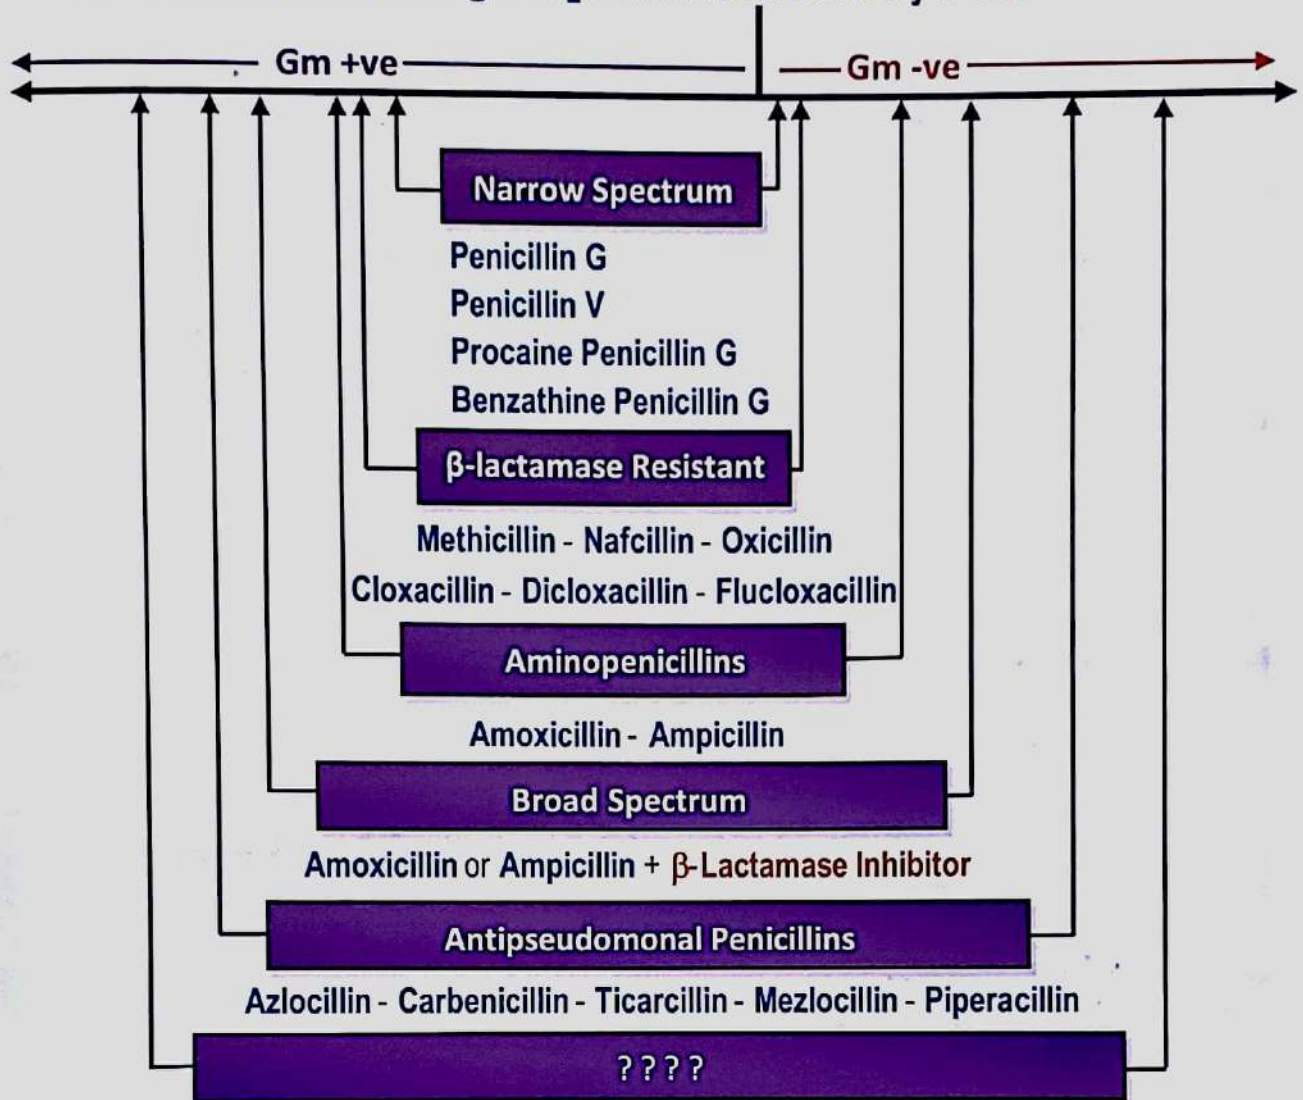 Gm +ve
Gm -ve
Narrow Spectrum
Penicillin G
Penicillin V
Procaine Penicillin G
Benzathine Penicillin G
β-lactamase Resistant
Methicillin - Nafcillin - Oxicillin
Cloxacillin - Dicloxacillin - Flucloxacillin
Aminopenicillins
Amoxicillin - Ampicillin
Broad Spectrum
Amoxicillin or Ampicillin + β-Lactamase Inhibitor
Antipseudomonal Penicillins
Azlocillin - Carbenicillin - Ticarcillin - Mezlocillin - Piperacillin
? ? ? ?